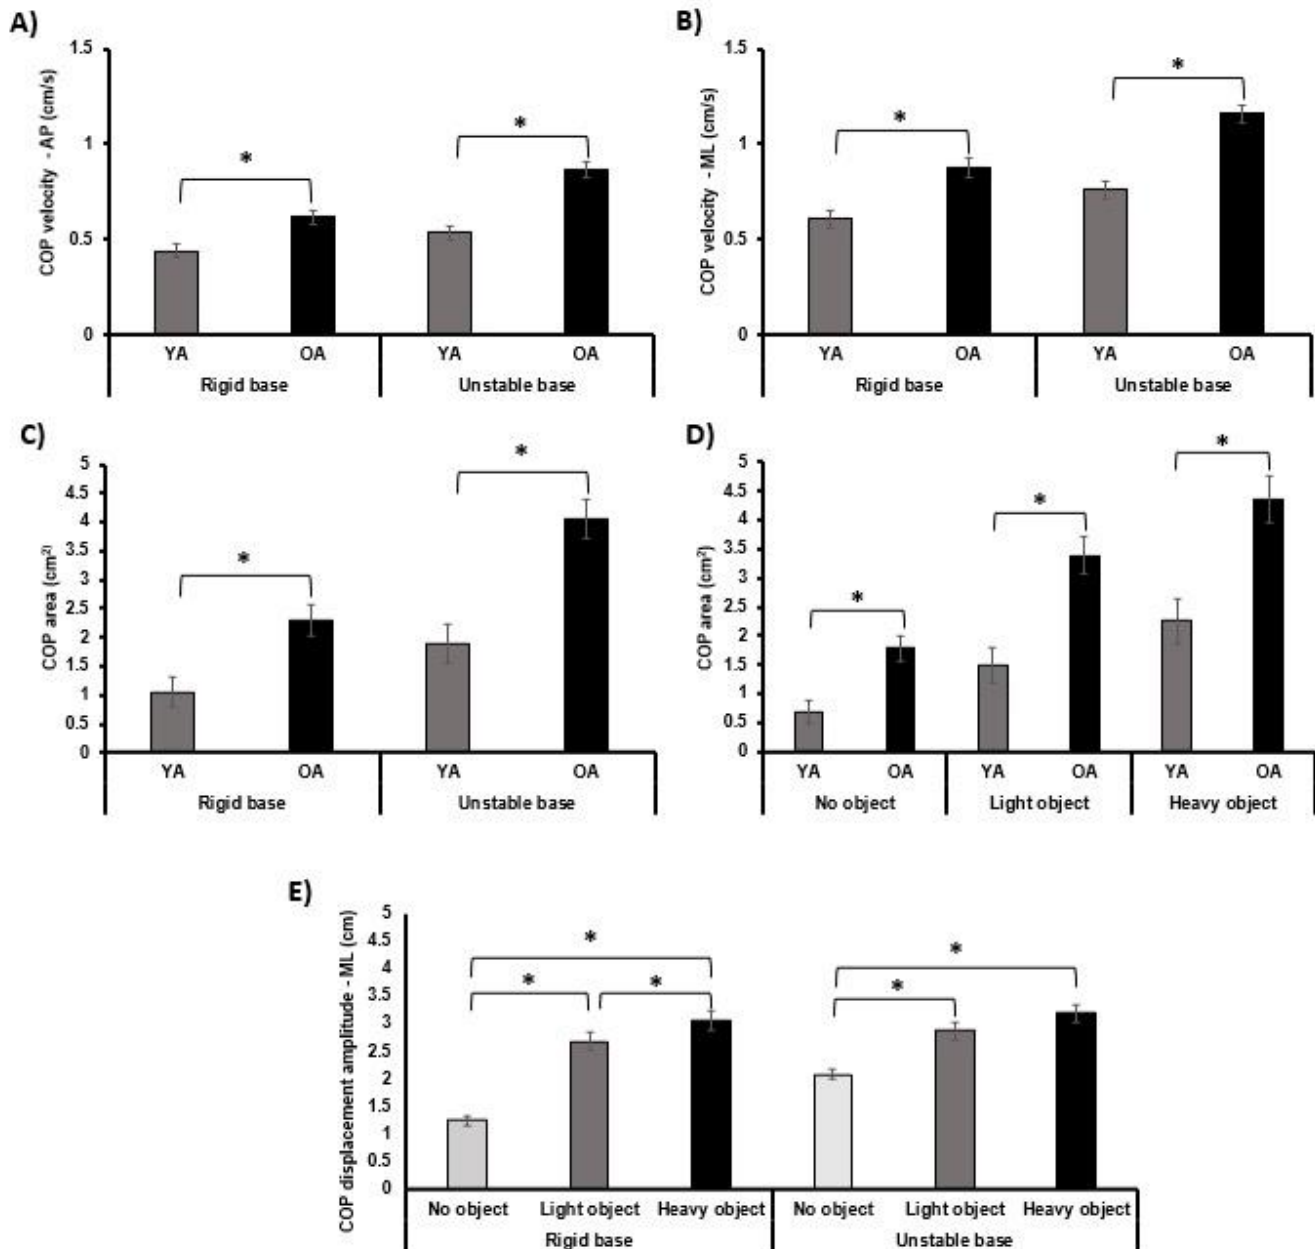 A)
COP velocity - AP (cm/s)
1.5
1
0.5
0
*
*
YA OA YA OA
Rigid base Unstable base
B)
COP velocity - ML (cm/s)
1.5
1
0.5
0
*
*
YA OA YA OA
Rigid base Unstable base
C)
COP area (cm²)
5
4.5
4
3.5
3
2.5
2
1.5
1
0.5
0
*
*
YA OA YA OA
Rigid base Unstable base
D)
COP area (cm²)
5
4.5
4
3.5
3
2.5
2
1.5
1
0.5
0
*
*
*
YA OA YA OA YA OA
No object Light object Heavy object
E)
COP displacement amplitude - ML (cm)
5
4.5
4
3.5
3
2.5
2
1.5
1
0.5
0
*
*
*
*
*
No object Light object Heavy object No object Light object Heavy object
Rigid base Unstable base